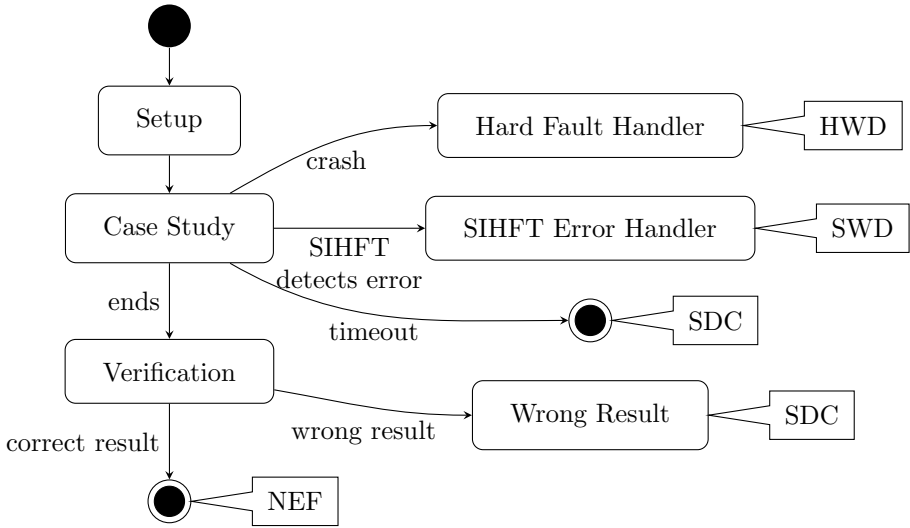 Setup
Hard Fault Handler
HWD
crash
Case Study
SIHFT Error Handler
SWD
SIHFT
detects error
ends
timeout
SDC
Verification
Wrong Result
SDC
wrong result
correct result
NEF